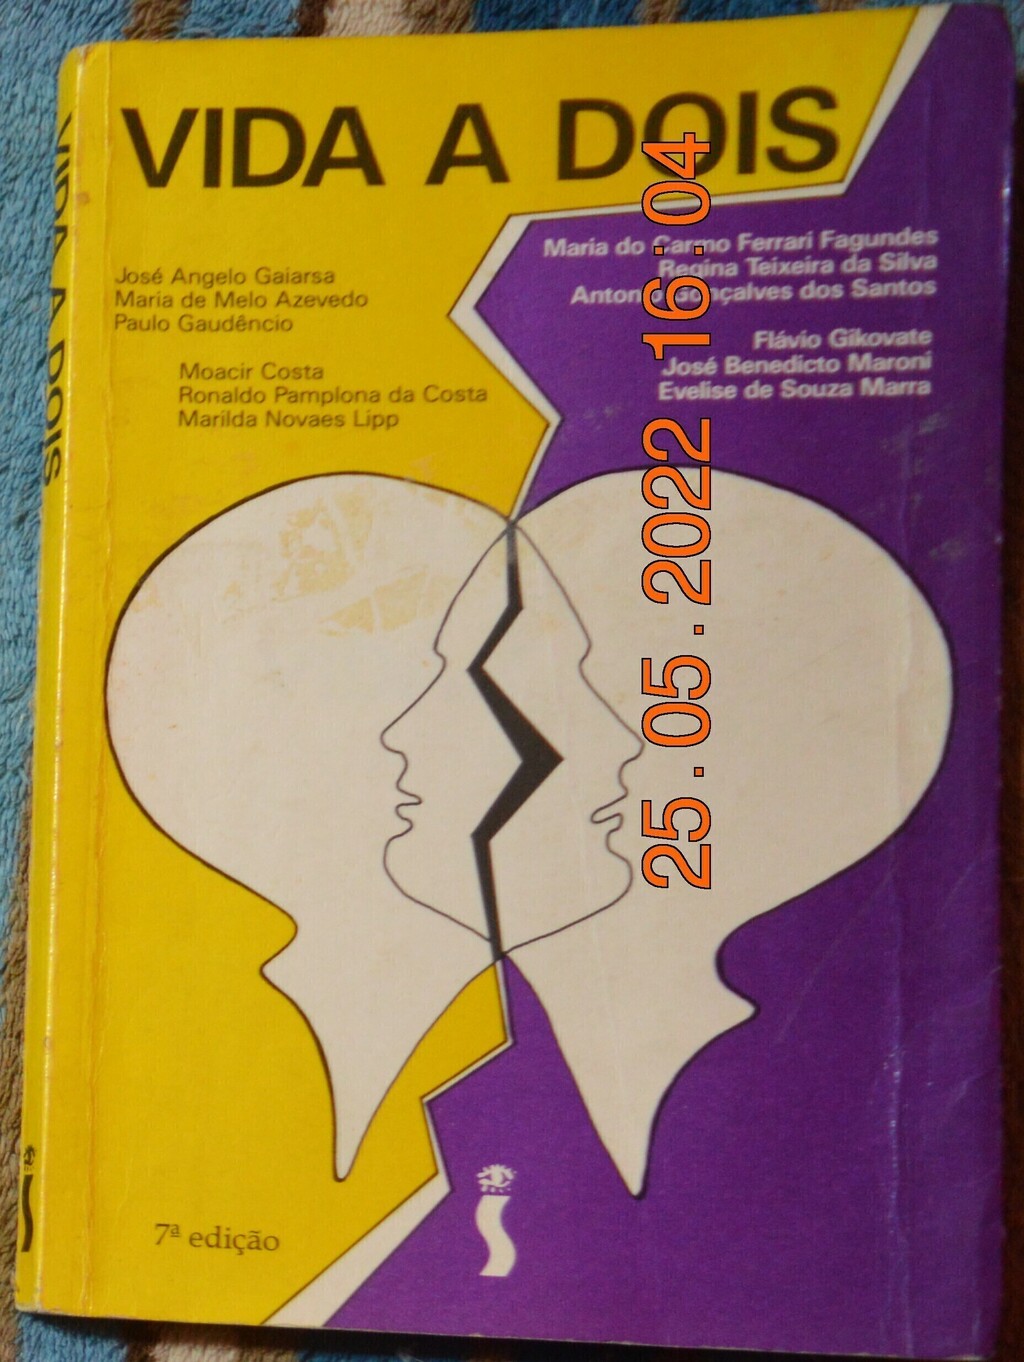 VIDA A DOIS
José Angelo Gaiarsa
Maria de Melo Azevedo
Paulo Gaudêncio
Moacir Costa
Ronaldo Pamplona da Costa
Marilda Novaes Lipp
Maria do Carmo Ferrari Fagundes
Regina Teixeira da Silva
Antonio Gonçalves dos Santos
Flávio Gikovate
José Benedicto Maroni
Evelise de Souza Marra
7ª edição
VIDA A DOIS
25.05.2022 16:04